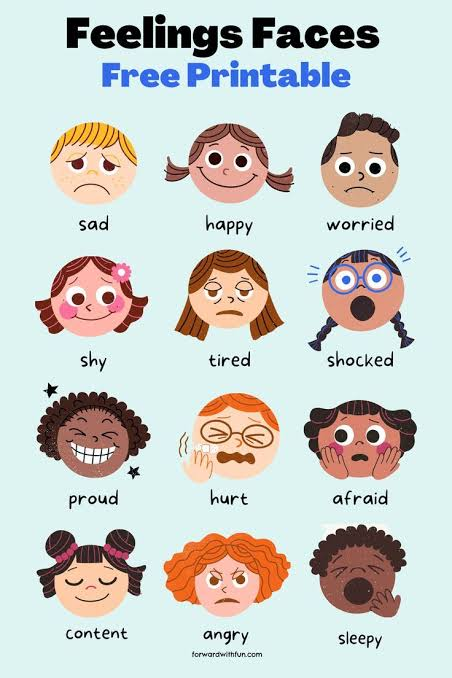 Feelings Faces
Free Printable
sad happy worried
shy tired shocked
proud hurt afraid
content angry sleepy
forwardwithfun.com